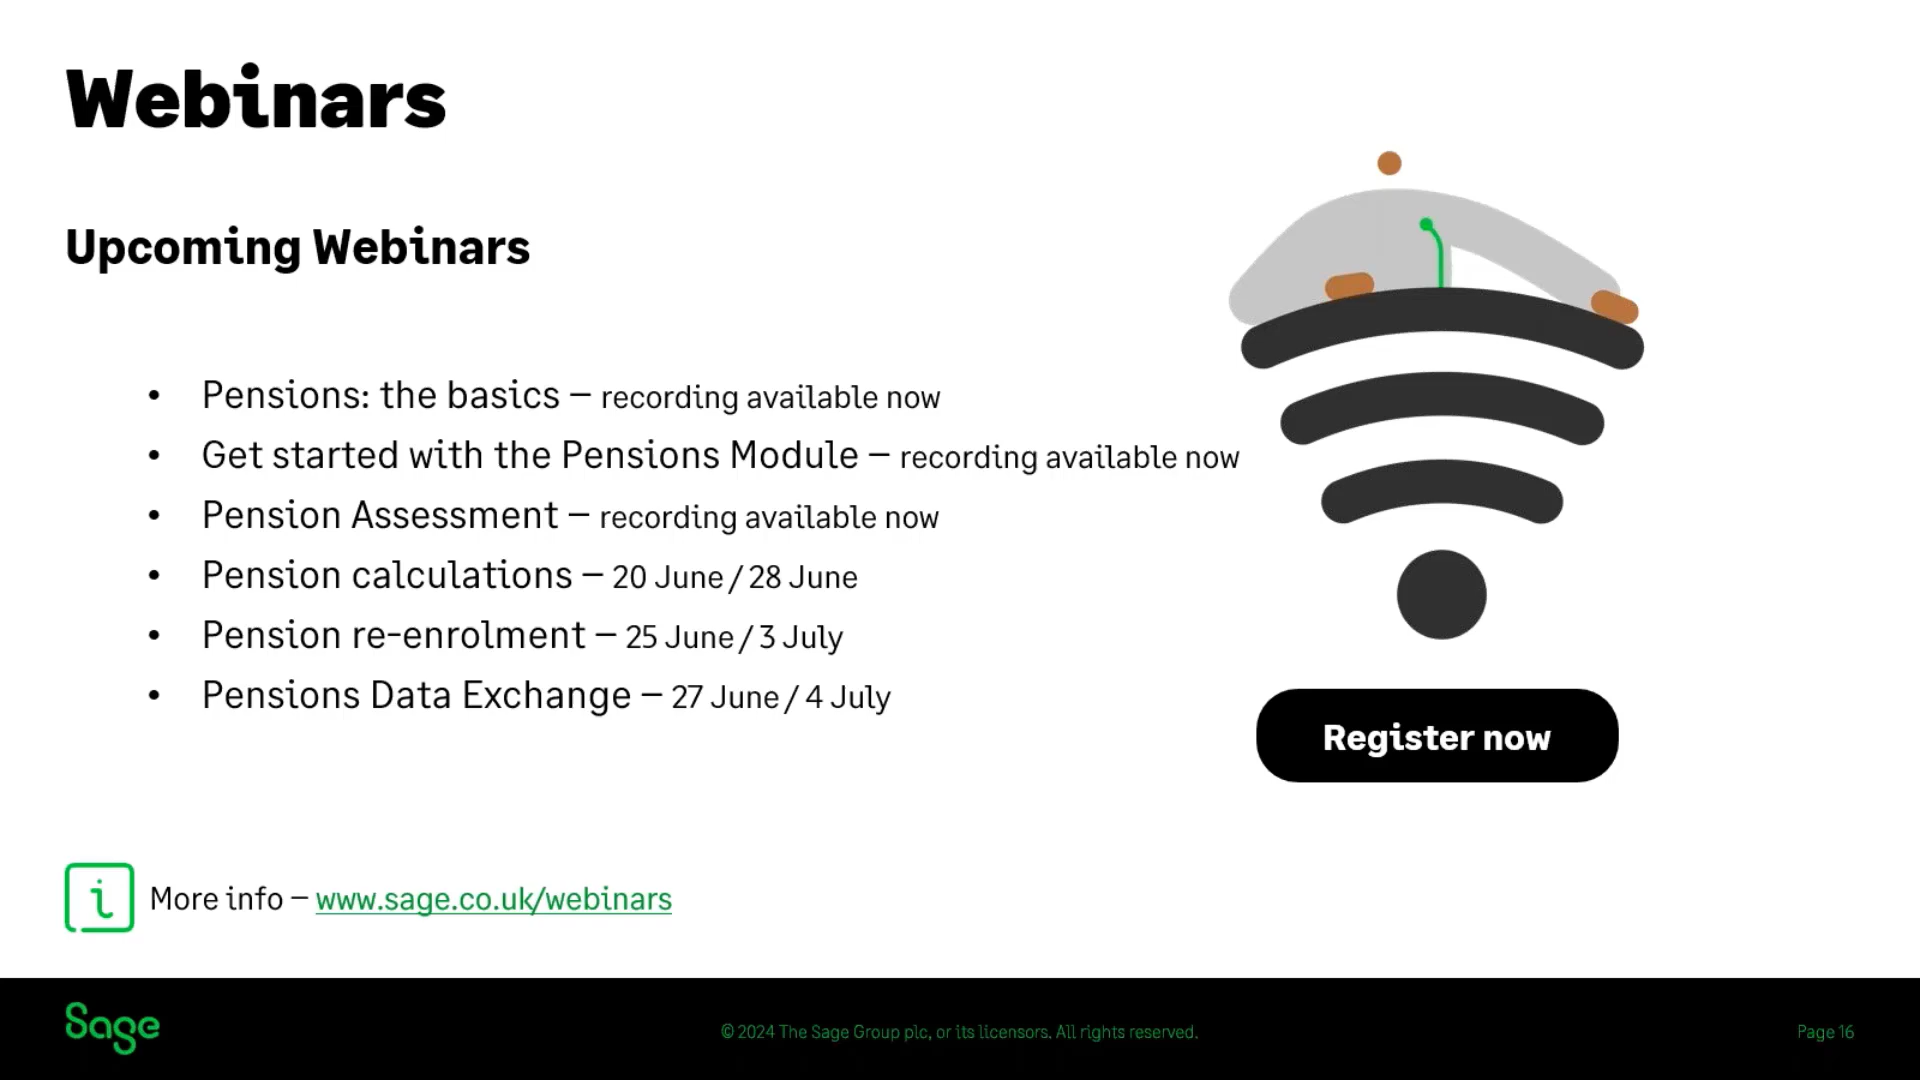 Webinars
Upcoming Webinars
• Pensions: the basics – recording available now
• Get started with the Pensions Module – recording available now
• Pension Assessment – recording available now
• Pension calculations – 20 June / 28 June
• Pension re-enrolment – 25 June / 3 July
• Pensions Data Exchange – 27 June / 4 July
Register now
i More info – www.sage.co.uk/webinars
Sage
© 2024 The Sage Group plc, or its licensors. All rights reserved.
Page 16